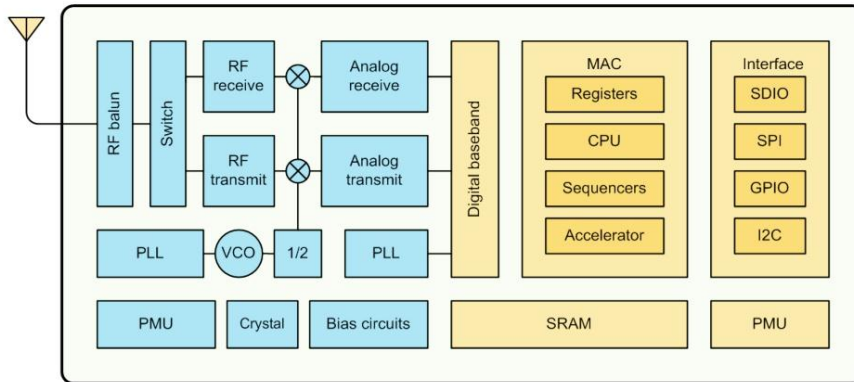 RF balun
Switch
RF
receive
Analog
receive
RF
transmit
Analog
transmit
PLL
VCO
1/2
PLL
Digital baseband
MAC
Registers
CPU
Sequencers
Accelerator
Interface
SDIO
SPI
GPIO
I2C
PMU
Crystal
Bias circuits
SRAM
PMU